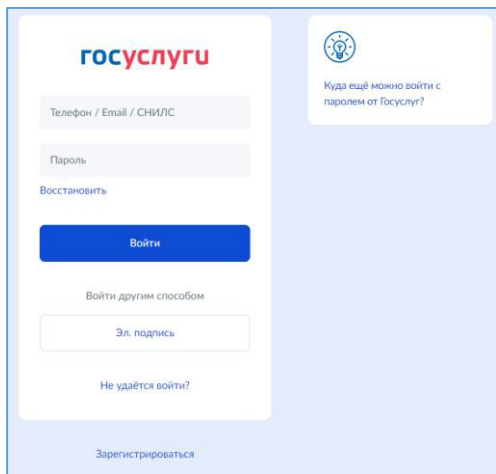 госуслуги
Телефон / Email / СНИЛС
Пароль
Восстановить
Войти
Войти другим способом
Эл. подпись
Не удаётся войти?
Зарегистрироваться
Куда ещё можно войти с
паролем от Госуслуг?